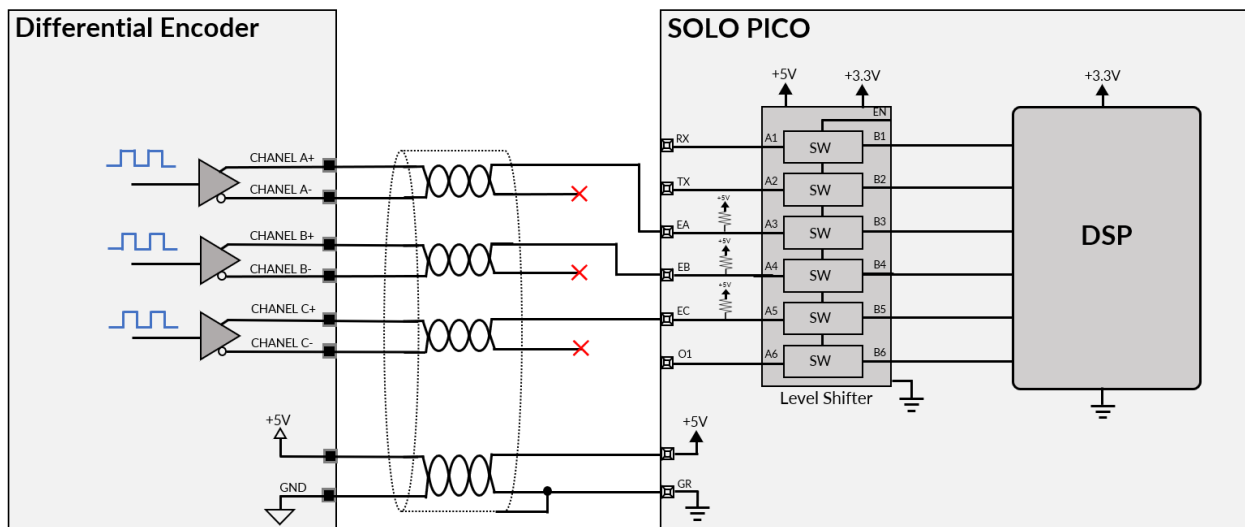 Differential Encoder
SOLO PICO
+5V
+3.3V
+3.3V
EN
RX
A1
SW
B1
CHANEL A+
CHANEL A-
TX
A2
SW
B2
+5V
EA
A3
SW
B3
DSP
CHANEL B+
CHANEL B-
+5V
EB
A4
SW
B4
+5V
CHANEL C+
CHANEL C-
EC
A5
SW
B5
O1
A6
SW
B6
Level Shifter
+5V
+5V
GND
GR